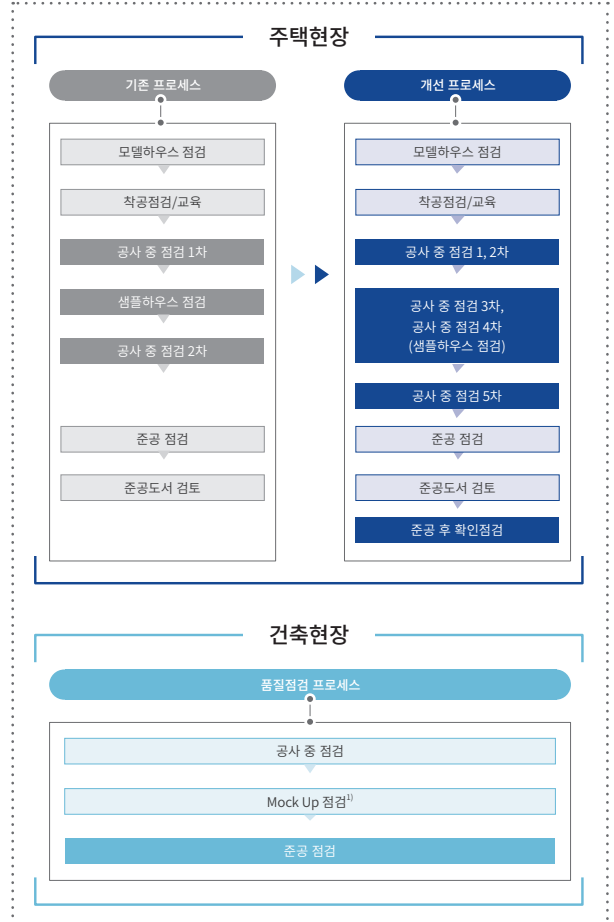 주택현장
기존 프로세스
모델하우스 점검
착공점검/교육
공사 중 점검 1차
샘플하우스 점검
공사 중 점검 2차
준공 점검
준공도서 검토
개선 프로세스
모델하우스 점검
착공점검/교육
공사 중 점검 1, 2차
공사 중 점검 3차,
공사 중 점검 4차
(샘플하우스 점검)
공사 중 점검 5차
준공 점검
준공도서 검토
준공 후 확인점검
건축현장
품질점검 프로세스
공사 중 점검
Mock Up 점검1)
준공 점검